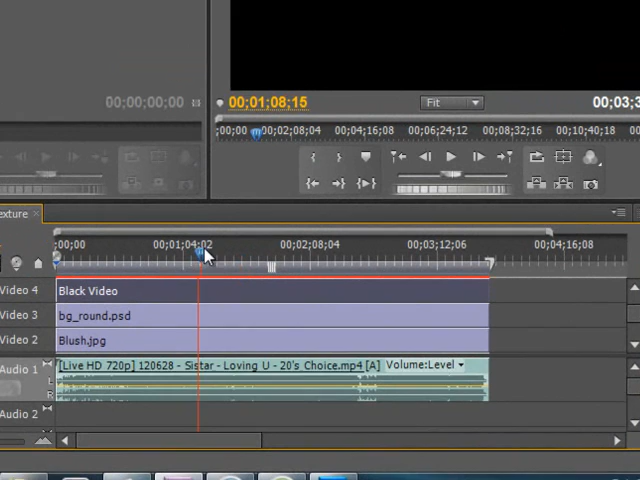 00;00;00;00
00;01;08;15
Fit
00;03;3
;00;00 00;02;08;04 00;04;16;08 00;06;24;12 00;08;32;16 00;10;40;18
exture
;00;00 00;01;04;02 00;02;08;04 00;03;12;06 00;04;16;08
Video 4 Black Video
Video 3 bg_round.psd
Video 2 Blush.jpg
Audio 1 [Live HD 720p] 120628 - Sistar - Loving U - 20's Choice.mp4 [A] Volume:Level
L
R
Audio 2